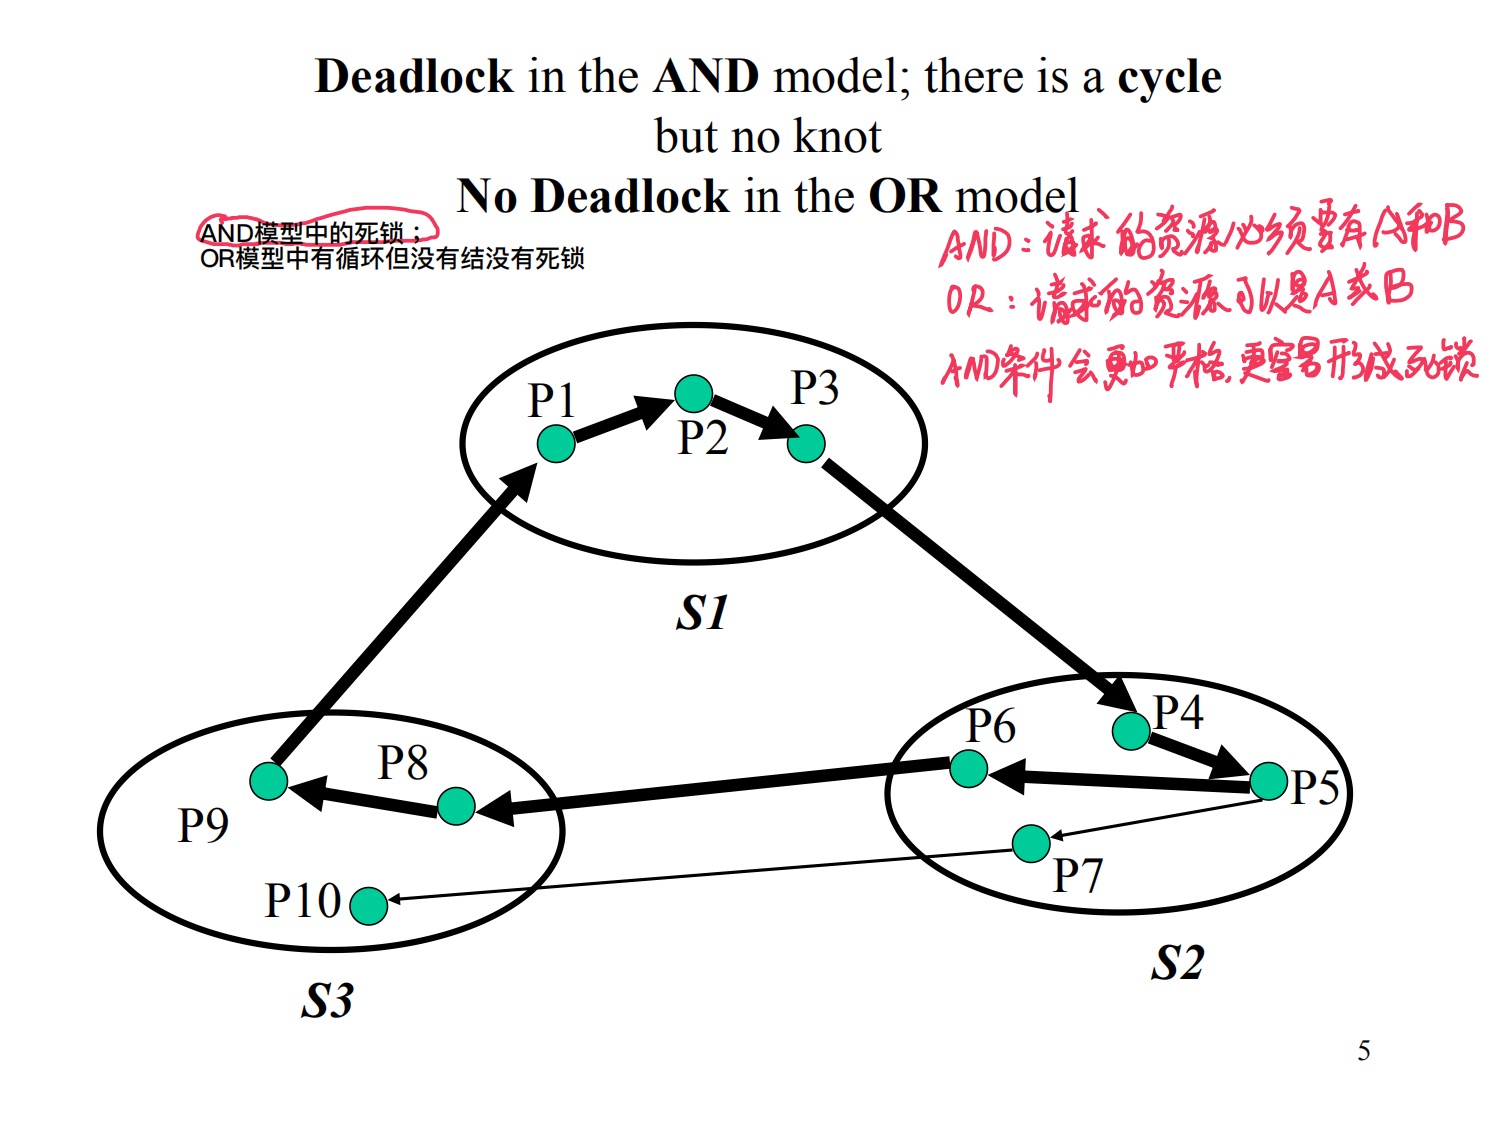 Deadlock in the AND model; there is a cycle
but no knot
No Deadlock in the OR model
AND模型中的死锁；
OR模型中有循环但没有结没有死锁
AND：请求的资源必须要有A和B
OR：请求的资源可以是A或B
AND条件会更加严格,更容易形成死锁
P1
P2
P3
S1
P4
P5
P6
P7
S2
P8
P9
P10
S3
5